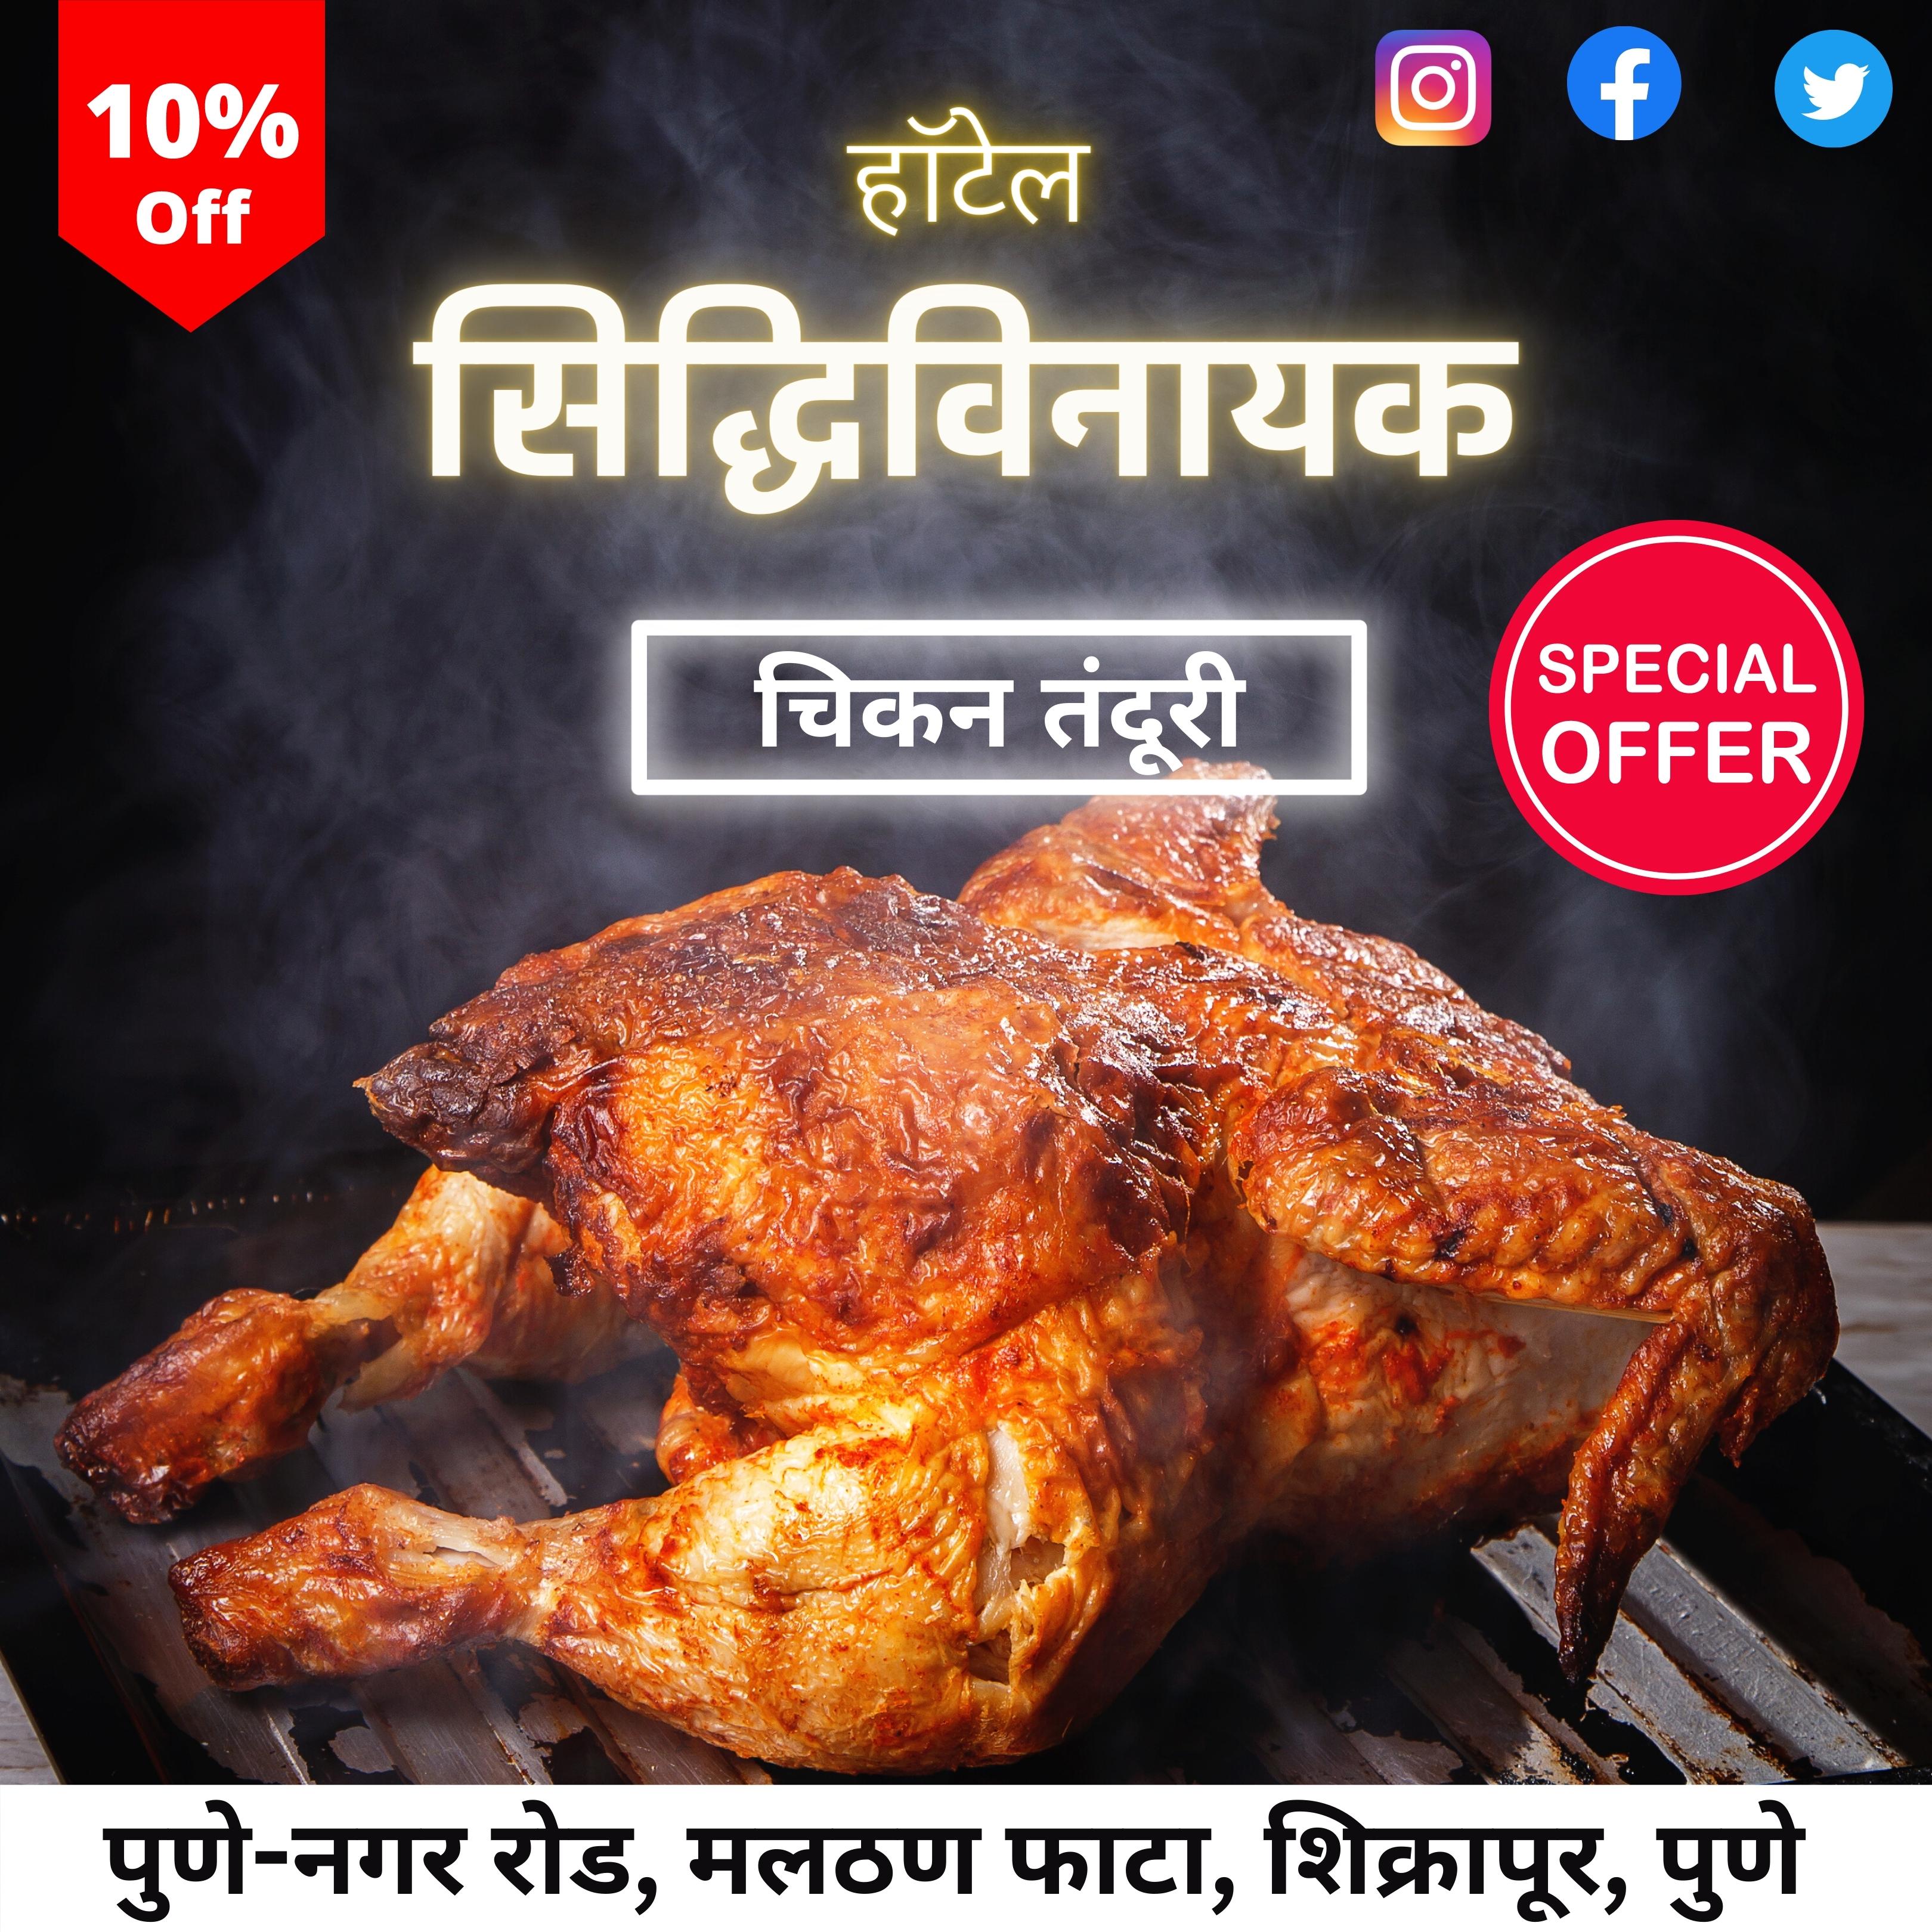 10%
Off
हॉटेल
सिद्धिविनायक
चिकन तंदूरी
SPECIAL
OFFER
पुणे-नगर रोड, मलठण फाटा, शिक्रापूर, पुणे